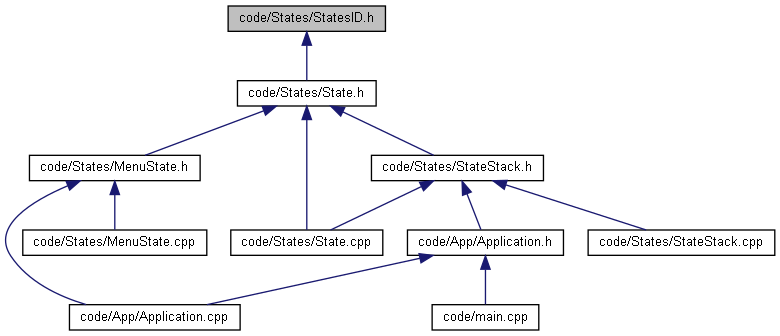 code/States/StatesID.h
code/States/State.h
code/States/MenuState.h
code/States/StateStack.h
code/States/MenuState.cpp
code/States/State.cpp
code/App/Application.h
code/States/StateStack.cpp
code/App/Application.cpp
code/main.cpp